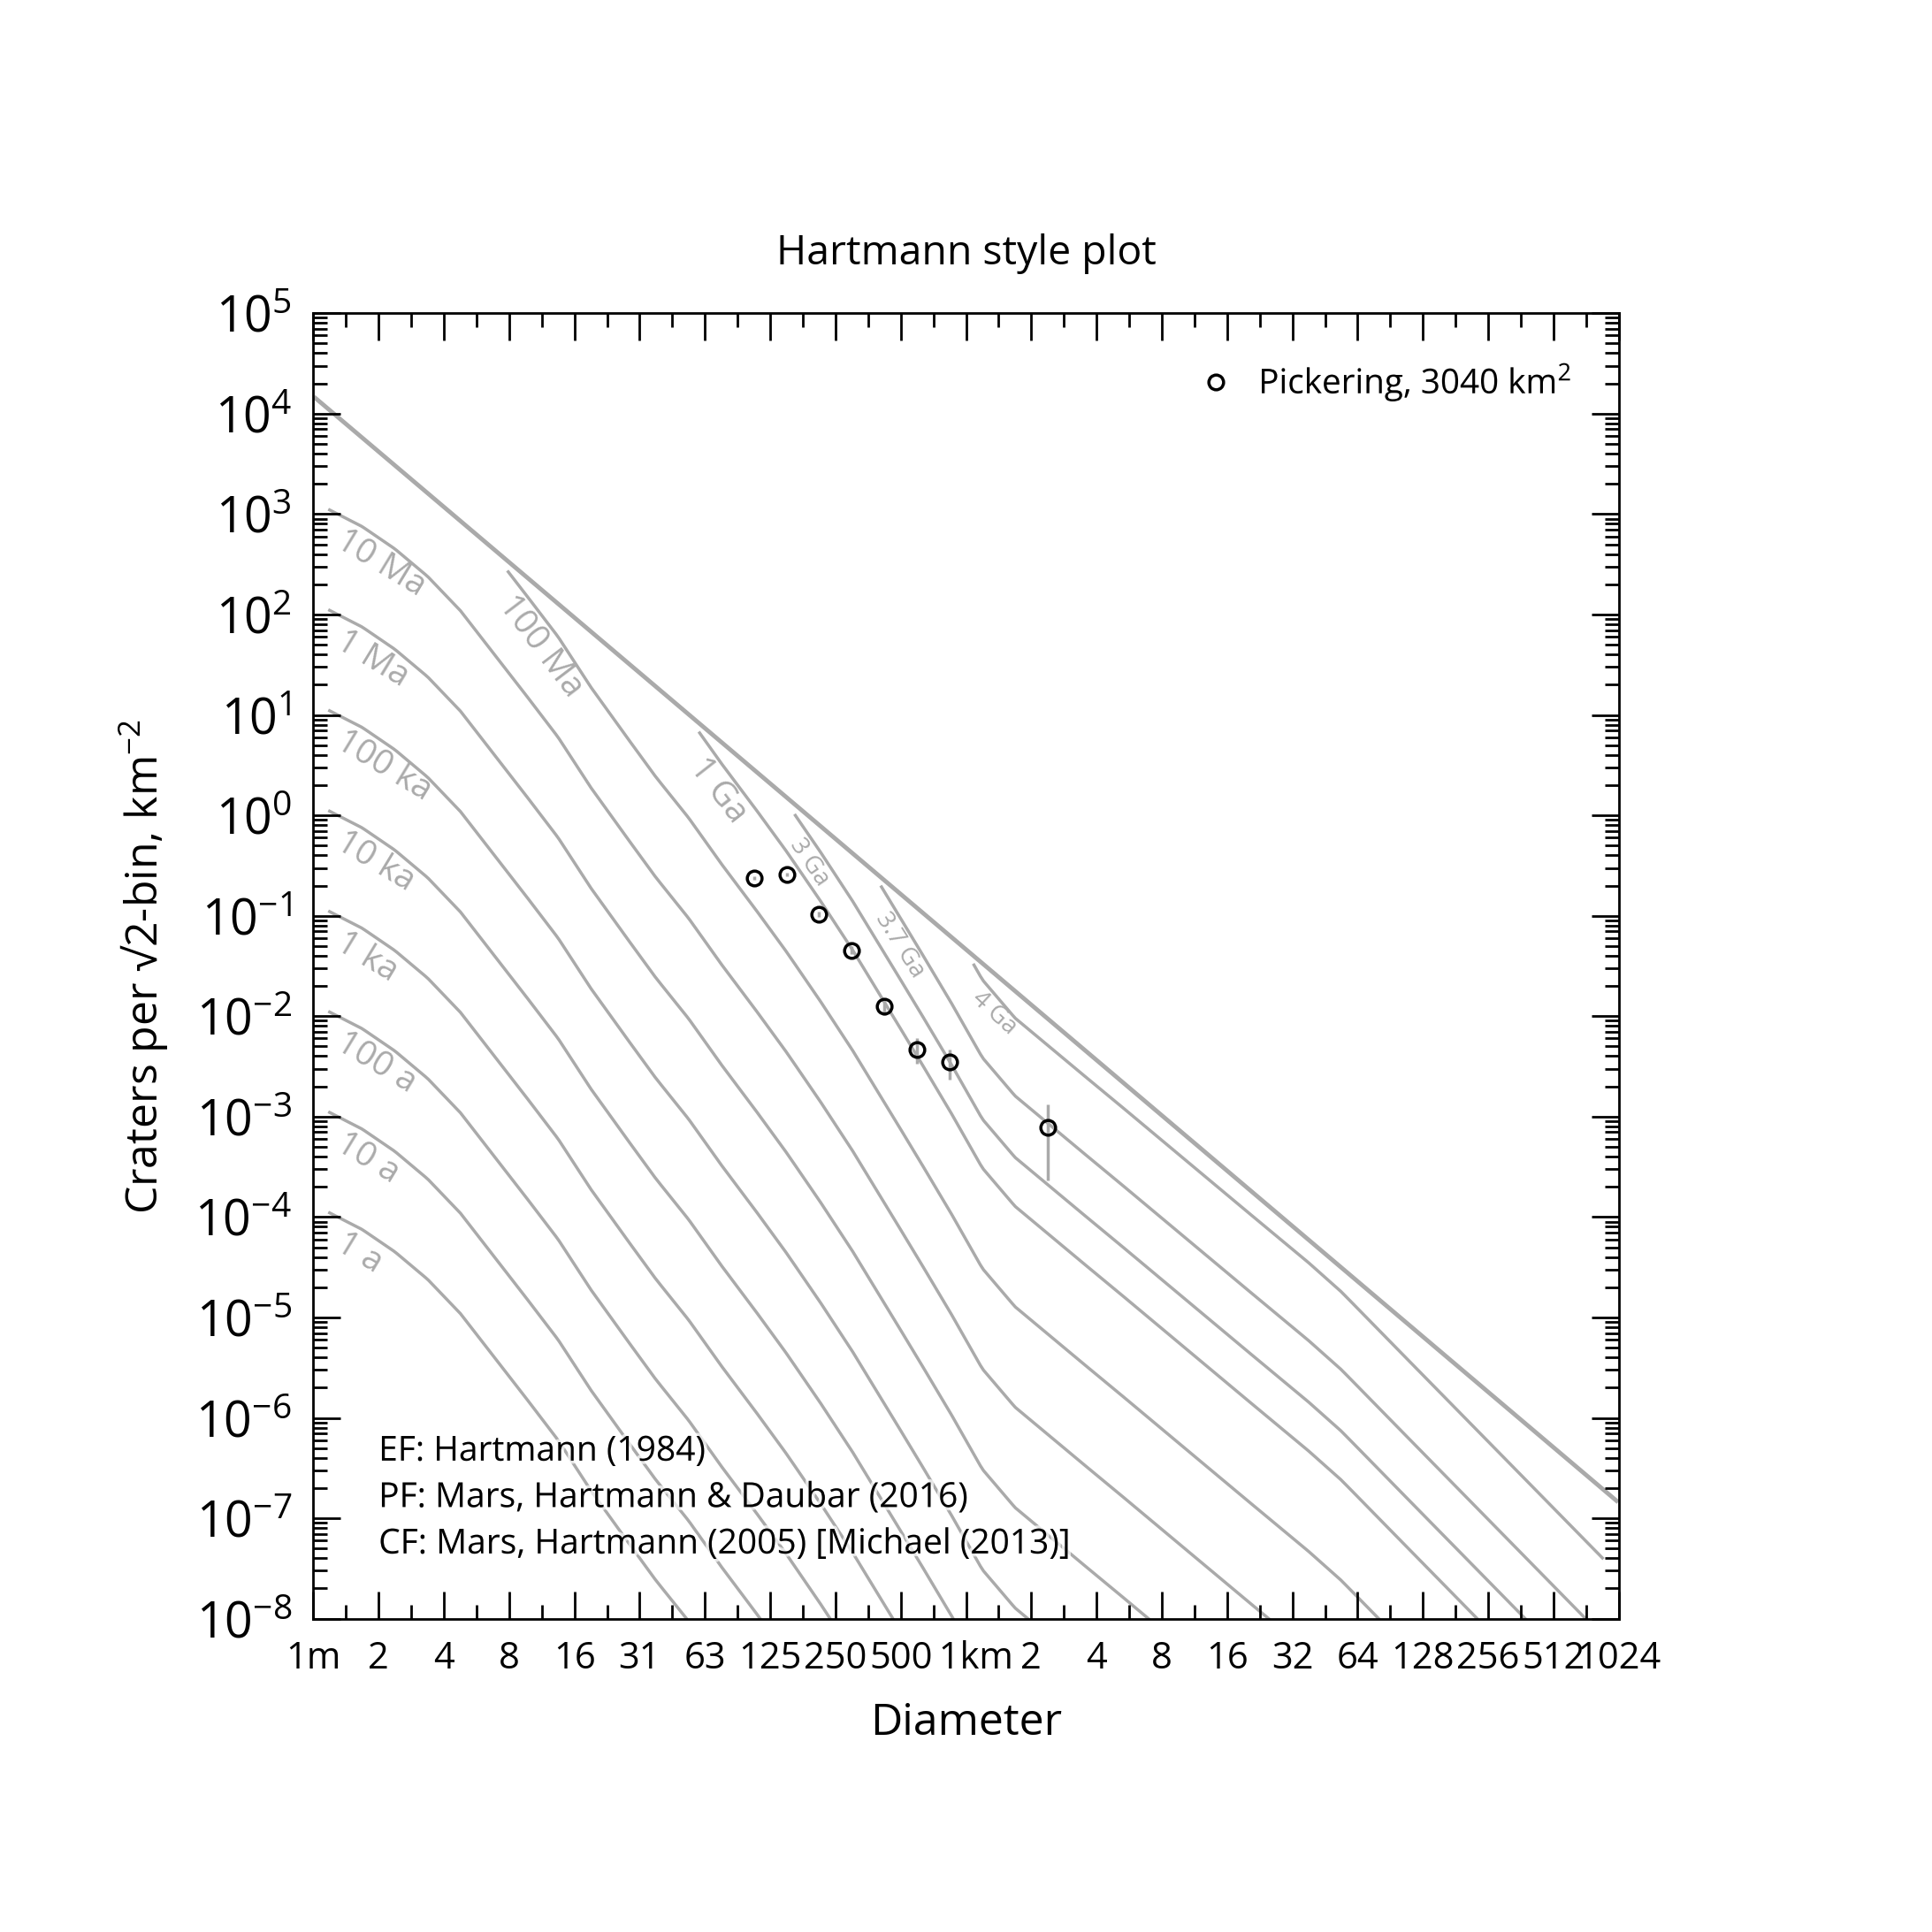 Hartmann style plot
10⁵
10⁴
10³
10²
10¹
10⁰
10⁻¹
10⁻²
10⁻³
10⁻⁴
10⁻⁵
10⁻⁶
10⁻⁷
10⁻⁸
Craters per √2-bin, km⁻²
Pickering, 3040 km²
10 Ma
1 Ma
100 ka
10 ka
1 ka
100 a
10 a
1 a
100 Ma
1 Ga
3 Ga
3.7 Ga
4 Ga
EF: Hartmann (1984)
PF: Mars, Hartmann & Daubar (2016)
CF: Mars, Hartmann (2005) [Michael (2013)]
1m 2 4 8 16 31 63 125 250 500 1km 2 4 8 16 32 64 128 256 512 1024
Diameter